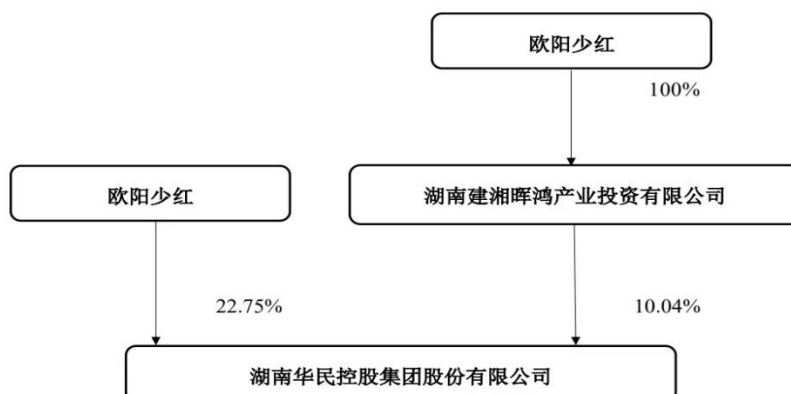 欧阳少红
100%
欧阳少红
湖南建湘晖鸿产业投资有限公司
22.75%
10.04%
湖南华民控股集团股份有限公司